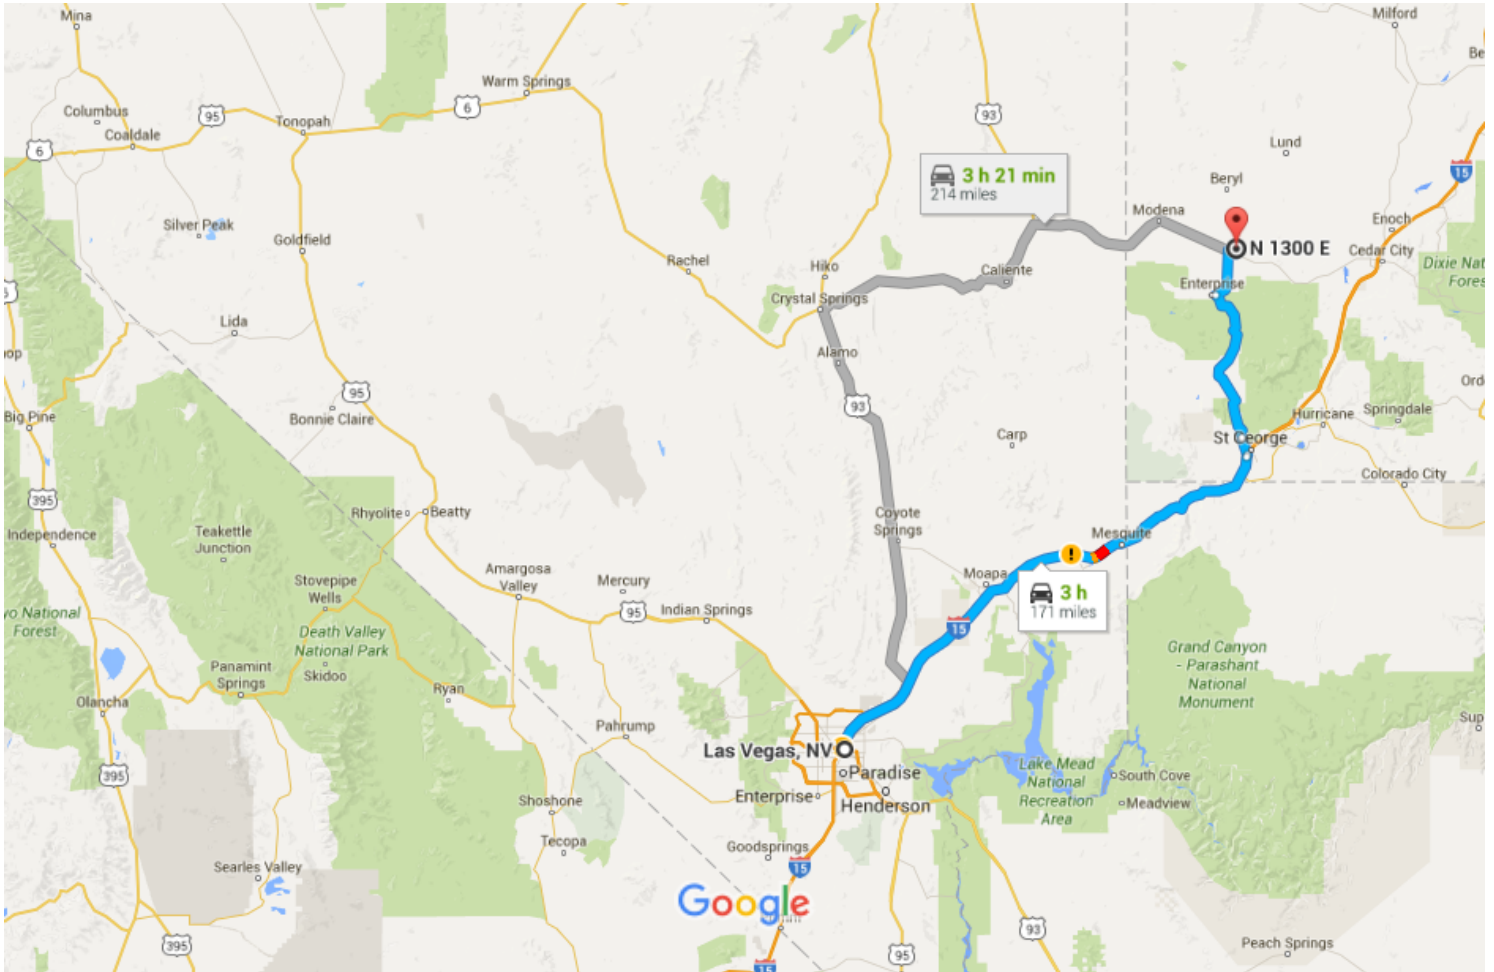 Mina
Milford
Be
Warm Springs
6
Columbus
95
Tonopah
Coaldale
6
93
Lund
15
3 h 21 min
214 miles
Beryl
Modena
Silver Peak
Enoch
Goldfield
N 1300 E
Cedar City
Rachel
Hiko
Caliente
Dixie Nat
Fores
Enterprise
Crystal Springs
Lida
Alamo
95
Ord
Big Pine
Bonnie Claire
93
Hurricane
Springdale
St George
Carp
Colorado City
395
Rhyolite
Beatty
Coyote
Springs
Independence
Teakettle
Junction
Mesquite
Amargosa
Valley
Mercury
Moapa
Stovepipe
Wells
3 h
171 miles
yo National
Forest
95
Indian Springs
15
Death Valley
National Park
Grand Canyon
- Parashant
National
Monument
Panamint
Springs
Skidoo
Ryan
Olancha
Pahrump
Sup
Las Vegas, NV
Paradise
Lake Mead
National
Recreation
Area
South Cove
395
Enterprise
Henderson
Meadview
Shoshone
Tecopa
Goodsprings
Searles Valley
15
Google
395
93
95
Peach Springs
15